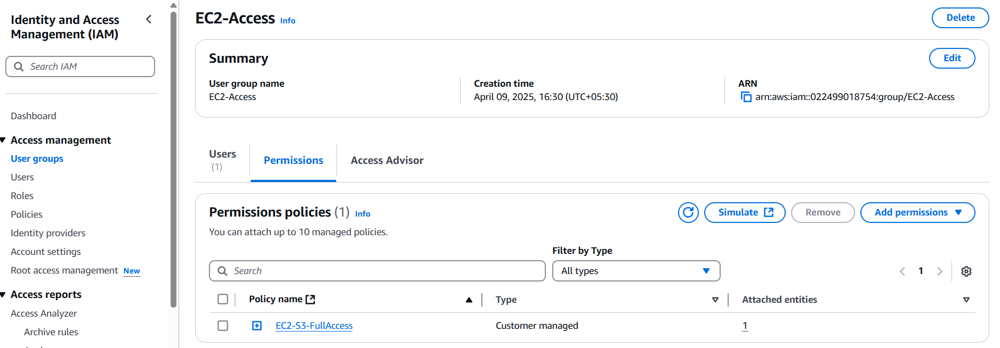 Identity and Access
Management (IAM)
Search IAM
Dashboard
Access management
User groups
Users
Roles
Policies
Identity providers
Account settings
Root access management New
Access reports
Access Analyzer
Archive rules
EC2-Access Info
Delete
Summary
Edit
User group name
EC2-Access
Creation time
April 09, 2025, 16:30 (UTC+05:30)
ARN
arn:aws:iam::022499018754:group/EC2-Access
Users
(1)
Permissions
Access Advisor
Permissions policies (1) Info
Simulate
Remove
Add permissions
You can attach up to 10 managed policies.
Filter by Type
Search
All types
1
Policy name
Type
Attached entities
EC2-S3-FullAccess
Customer managed
1